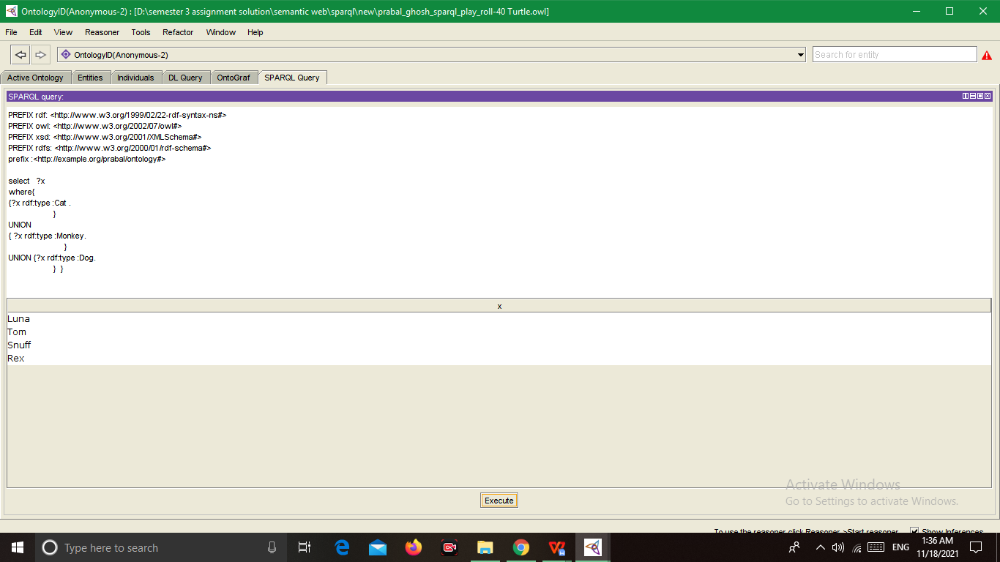 OntologyID(Anonymous-2) : [D:\semester 3 assignment solution\semantic web\sparql\new\prabal_ghosh_sparql_play_roll-40 Turtle.owl]
File Edit View Reasoner Tools Refactor Window Help
OntologyID(Anonymous-2) Search for entity
Active Ontology Entities Individuals DL Query OntoGraf SPARQL Query
SPARQL query:
PREFIX rdf: <http://www.w3.org/1999/02/22-rdf-syntax-ns#>
PREFIX owl: <http://www.w3.org/2002/07/owl#>
PREFIX xsd: <http://www.w3.org/2001/XMLSchema#>
PREFIX rdfs: <http://www.w3.org/2000/01/rdf-schema#>
prefix :<http://example.org/prabal/ontology#>
select ?x
where{
{?x rdf:type :Cat .
}
UNION
{ ?x rdf:type :Monkey.
}
UNION {?x rdf:type :Dog.
} }
x
Luna
Tom
Snuff
Rex
Activate Windows
Go to Settings to activate Windows.
Execute
To use the reasoner click Reasoner->Start reasoner Show Inferences
Type here to search ENG 1:36 AM
11/18/2021